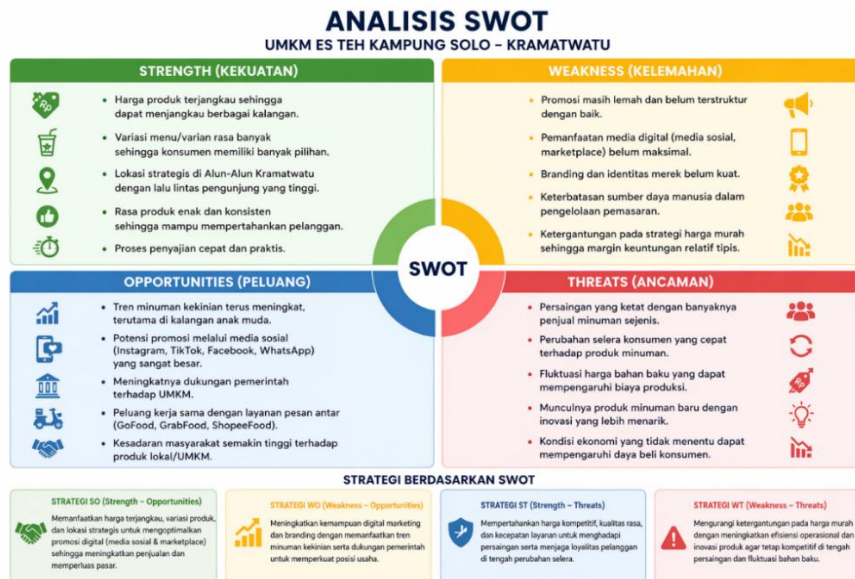 ANALISIS SWOT
UMKM ES TEH KAMPUNG SOLO – KRAMATWATU
STRENGTH (KEKUATAN)
Rp
• Harga produk terjangkau sehingga
dapat menjangkau berbagai kalangan.
• Variasi menu/varian rasa banyak
sehingga konsumen memiliki banyak pilihan.
• Lokasi strategis di Alun-Alun Kramatwatu
dengan lalu lintas pengunjung yang tinggi.
• Rasa produk enak dan konsisten
sehingga mampu mempertahankan pelanggan.
• Proses penyajian cepat dan praktis.
WEAKNESS (KELEMAHAN)
• Promosi masih lemah dan belum terstruktur
dengan baik.
• Pemanfaatan media digital (media sosial,
marketplace) belum maksimal.
• Branding dan identitas merek belum kuat.
• Keterbatasan sumber daya manusia dalam
pengelolaan pemasaran.
• Ketergantungan pada strategi harga murah
sehingga margin keuntungan relatif tipis.
SWOT
OPPORTUNITIES (PELUANG)
• Tren minuman kekinian terus meningkat,
terutama di kalangan anak muda.
• Potensi promosi melalui media sosial
(Instagram, TikTok, Facebook, WhatsApp)
yang sangat besar.
• Meningkatnya dukungan pemerintah
terhadap UMKM.
• Peluang kerja sama dengan layanan pesan antar
(GoFood, GrabFood, ShopeeFood).
• Kesadaran masyarakat semakin tinggi terhadap
produk lokal/UMKM.
THREATS (ANCAMAN)
• Persaingan yang ketat dengan banyaknya
penjual minuman sejenis.
• Perubahan selera konsumen yang cepat
terhadap produk minuman.
• Fluktuasi harga bahan baku yang dapat
mempengaruhi biaya produksi.
Rp
• Munculnya produk minuman baru dengan
inovasi yang lebih menarik.
• Kondisi ekonomi yang tidak menentu dapat
mempengaruhi daya beli konsumen.
STRATEGI BERDASARKAN SWOT
STRATEGI SO (Strength – Opportunities)
Memanfaatkan harga terjangkau, variasi produk,
dan lokasi strategis untuk mengoptimalkan
promosi digital (media sosial & marketplace)
sehingga meningkatkan penjualan dan
memperluas pasar.
STRATEGI WO (Weakness – Opportunities)
Meningkatkan kemampuan digital marketing
dan branding dengan memanfaatkan tren
minuman kekinian serta dukungan pemerintah
untuk memperkuat posisi usaha.
STRATEGI ST (Strength – Threats)
Mempertahankan harga kompetitif, kualitas rasa,
dan kecepatan layanan untuk menghadapi
persaingan serta menjaga loyalitas pelanggan
di tengah perubahan selera.
STRATEGI WT (Weakness – Threats)
Mengurangi ketergantungan pada harga murah
dengan meningkatkan efisiensi operasional dan
inovasi produk agar tetap kompetitif di tengah
persaingan dan fluktuasi bahan baku.